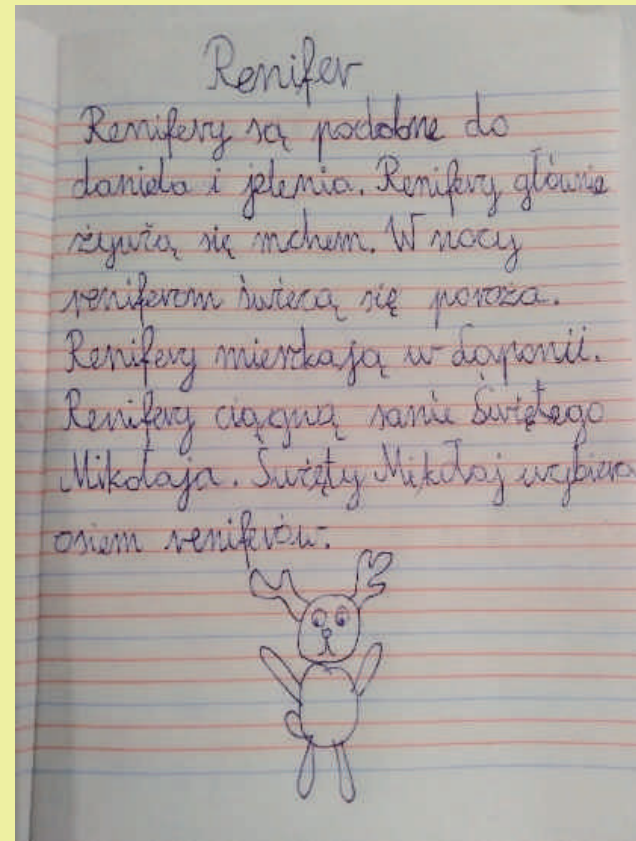 Renifer
Renifery są podobne do
daniela i jelenia. Renifery głównie
żywią się mchem. W nocy
reniferom świecą się poroża.
Renifery mieszkają w Laponii.
Renifery ciągną sanie Świętego
Mikołaja. Święty Mikołaj wybiera
osiem reniferów.